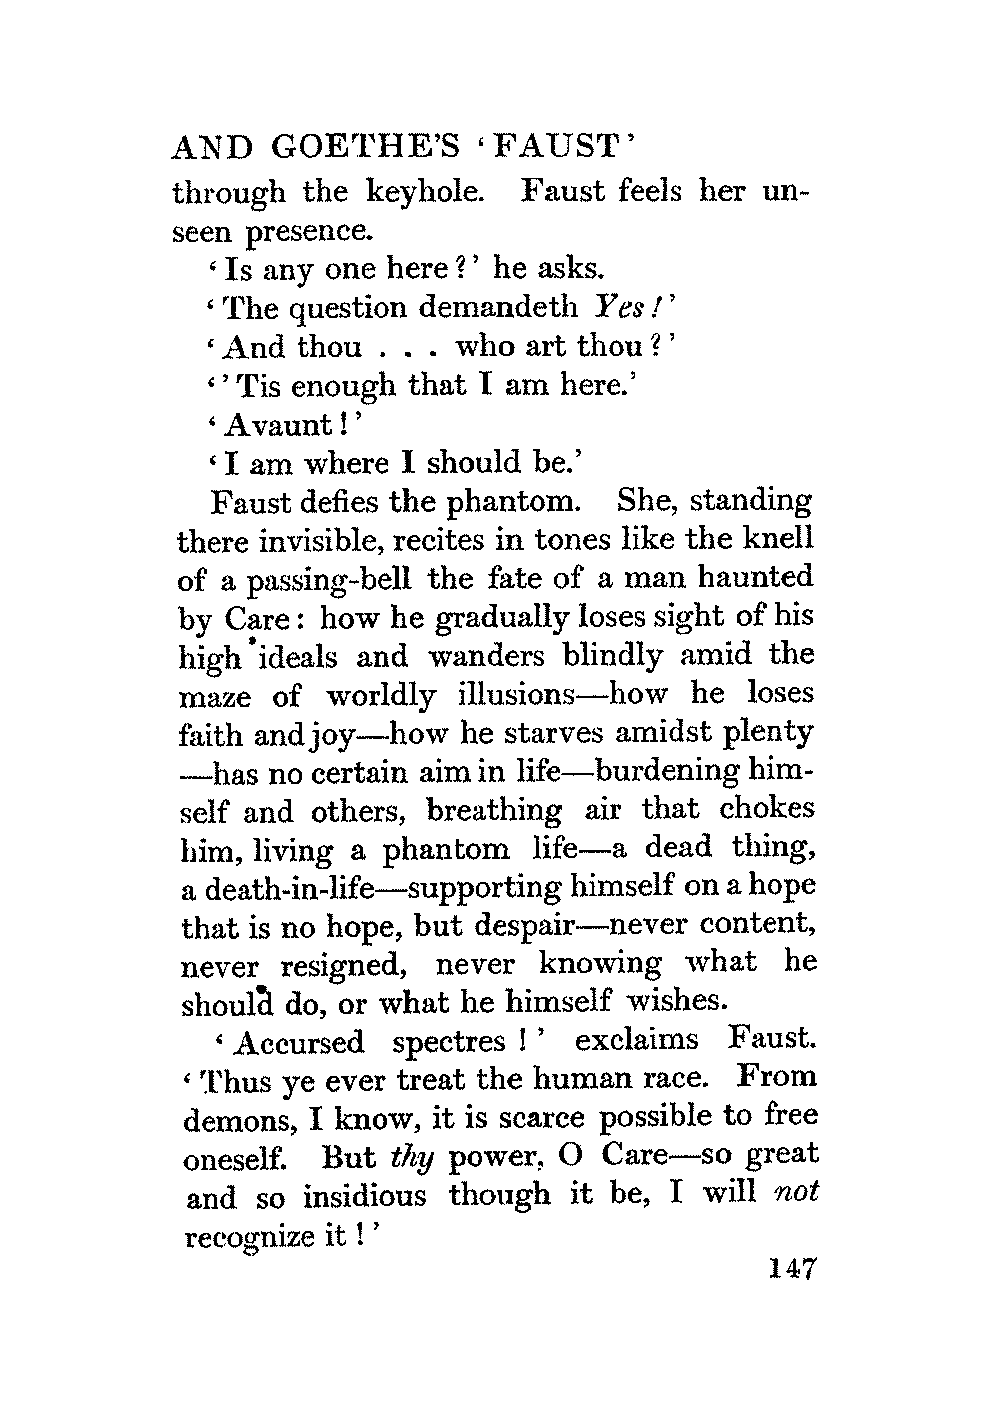 AND GOETHE'S ‘FAUST’
through the keyhole. Faust feels her un-
seen presence.
‘Is any one here?’ he asks.
‘The question demandeth Yes!’
‘And thou . . . who art thou?’
‘’Tis enough that I am here.’
‘Avaunt!’
‘I am where I should be.’
Faust defies the phantom. She, standing
there invisible, recites in tones like the knell
of a passing-bell the fate of a man haunted
by Care: how he gradually loses sight of his
high ideals and wanders blindly amid the
maze of worldly illusions—how he loses
faith and joy—how he starves amidst plenty
—has no certain aim in life—burdening him-
self and others, breathing air that chokes
him, living a phantom life—a dead thing,
a death-in-life—supporting himself on a hope
that is no hope, but despair—never content,
never resigned, never knowing what he
should do, or what he himself wishes.
‘Accursed spectres!’ exclaims Faust.
‘Thus ye ever treat the human race. From
demons, I know, it is scarce possible to free
oneself. But thy power, O Care—so great
and so insidious though it be, I will not
recognize it!’
147